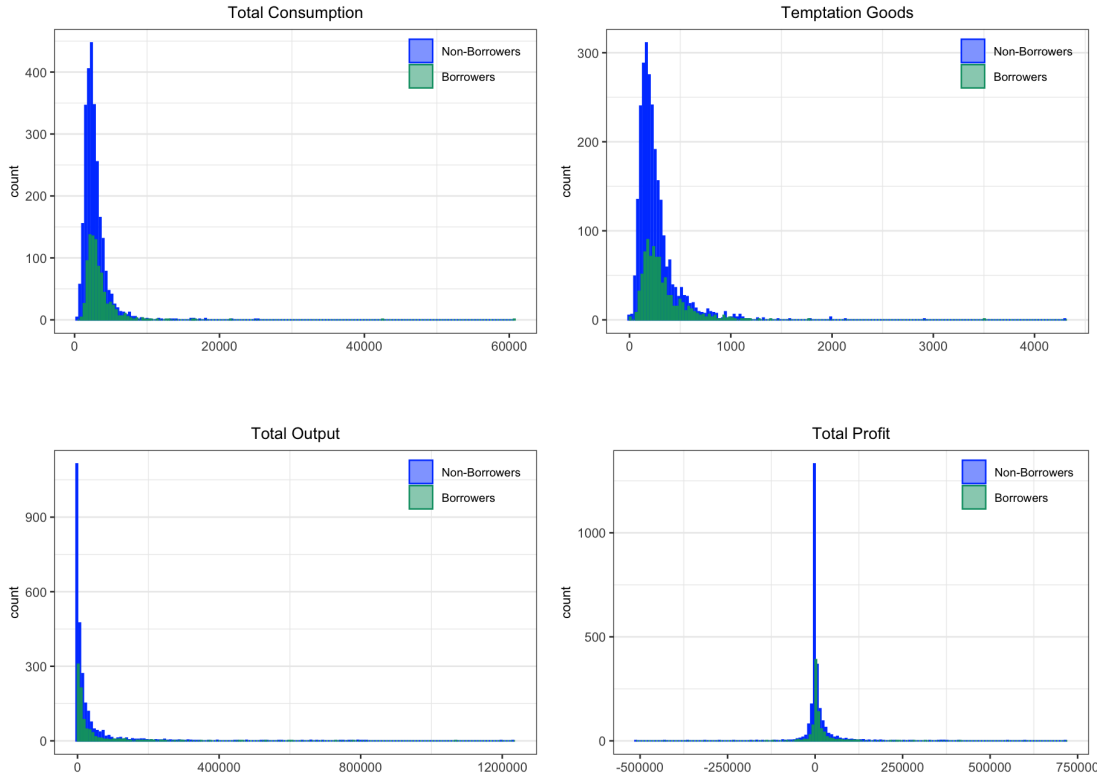 Total Consumption
count
400
300
200
100
0
0 20000 40000 60000
Non-Borrowers
Borrowers
Temptation Goods
count
300
200
100
0
0 1000 2000 3000 4000
Non-Borrowers
Borrowers
Total Output
count
900
600
300
0
0 400000 800000 1200000
Non-Borrowers
Borrowers
Total Profit
count
1000
500
0
-500000 -250000 0 250000 500000 750000
Non-Borrowers
Borrowers